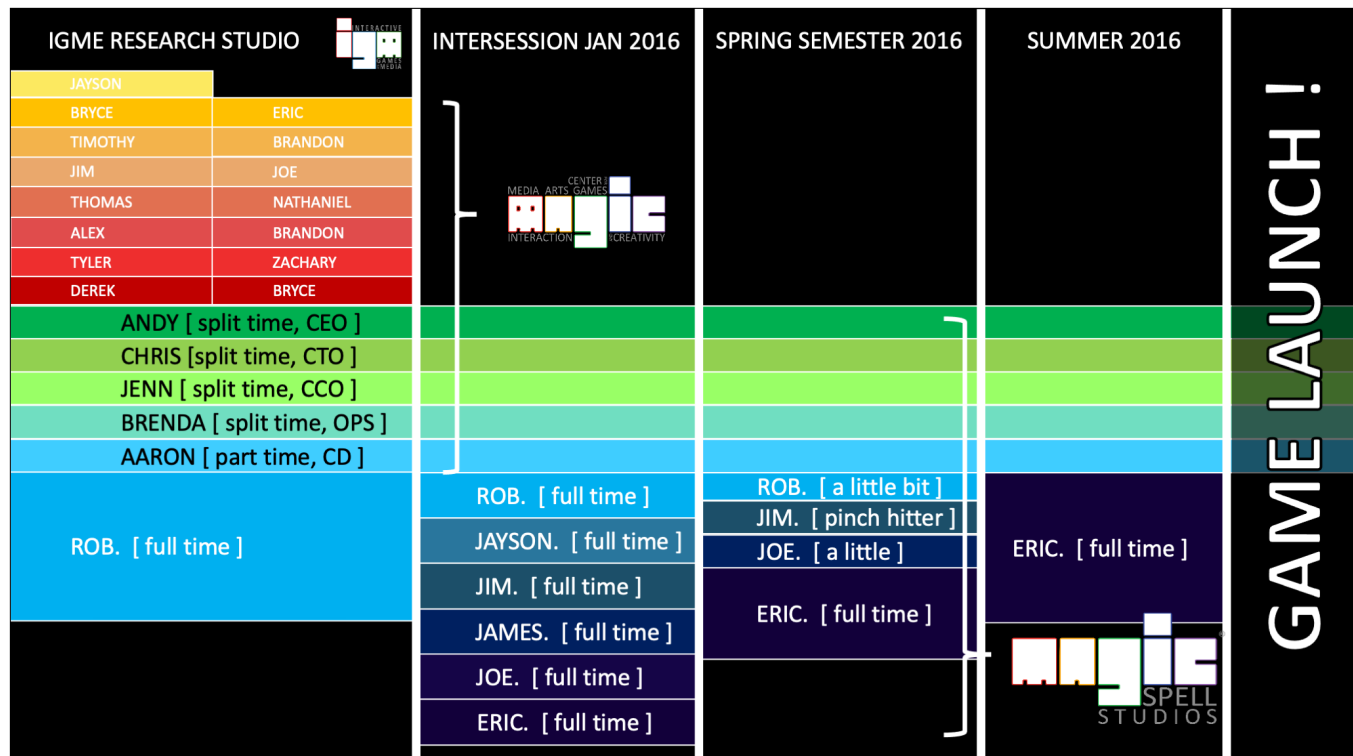 IGME RESEARCH STUDIO
INTERACTIVE
igm
GAMES
MEDIA
INTERSESSION JAN 2016
SPRING SEMESTER 2016
SUMMER 2016
JAYSON
BRYCE ERIC
TIMOTHY BRANDON
JIM JOE
THOMAS NATHANIEL
ALEX BRANDON
TYLER ZACHARY
DEREK BRYCE
CENTER FOR
MEDIA ARTS GAMES
magic
INTERACTION & CREATIVITY
ANDY [ split time, CEO ]
CHRIS [split time, CTO ]
JENN [ split time, CCO ]
BRENDA [ split time, OPS ]
AARON [ part time, CD ]
ROB. [ full time ]
ROB. [ full time ]
JAYSON. [ full time ]
JIM. [ full time ]
JAMES. [ full time ]
JOE. [ full time ]
ERIC. [ full time ]
ROB. [ a little bit ]
JIM. [ pinch hitter ]
JOE. [ a little ]
ERIC. [ full time ]
ERIC. [ full time ]
magic
SPELL
STUDIOS
GAME LAUNCH !